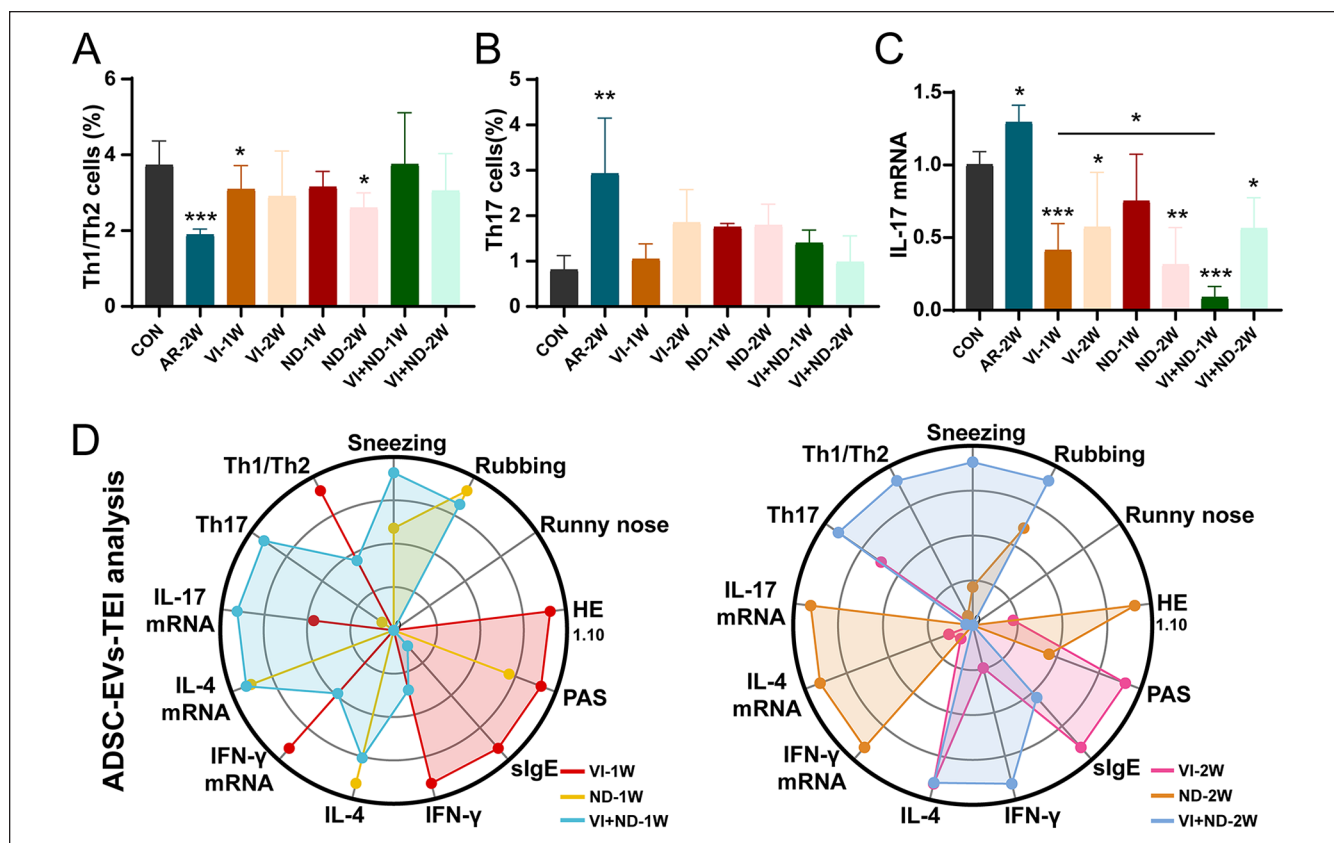 A
Th1/Th2 cells (%)
6
4
2
0
***
*
*
CON
AR-2W
VI-1W
VI-2W
ND-1W
ND-2W
VI+ND-1W
VI+ND-2W
B
Th17 cells(%)
5
4
3
2
1
0
**
CON
AR-2W
VI-1W
VI-2W
ND-1W
ND-2W
VI+ND-1W
VI+ND-2W
C
IL-17 mRNA
1.5
1.0
0.5
0.0
*
*
***
*
**
***
*
CON
AR-2W
VI-1W
VI-2W
ND-1W
ND-2W
VI+ND-1W
VI+ND-2W
D
ADSC-EVs-TEI analysis
Sneezing
Rubbing
Runny nose
HE
1.10
PAS
sIgE
IFN-γ
IL-4
IFN-γ
mRNA
IL-4
mRNA
IL-17
mRNA
Th17
Th1/Th2
VI-1W
ND-1W
VI+ND-1W
Sneezing
Rubbing
Runny nose
HE
1.10
PAS
sIgE
IFN-γ
IL-4
IFN-γ
mRNA
IL-4
mRNA
IL-17
mRNA
Th17
Th1/Th2
VI-2W
ND-2W
VI+ND-2W